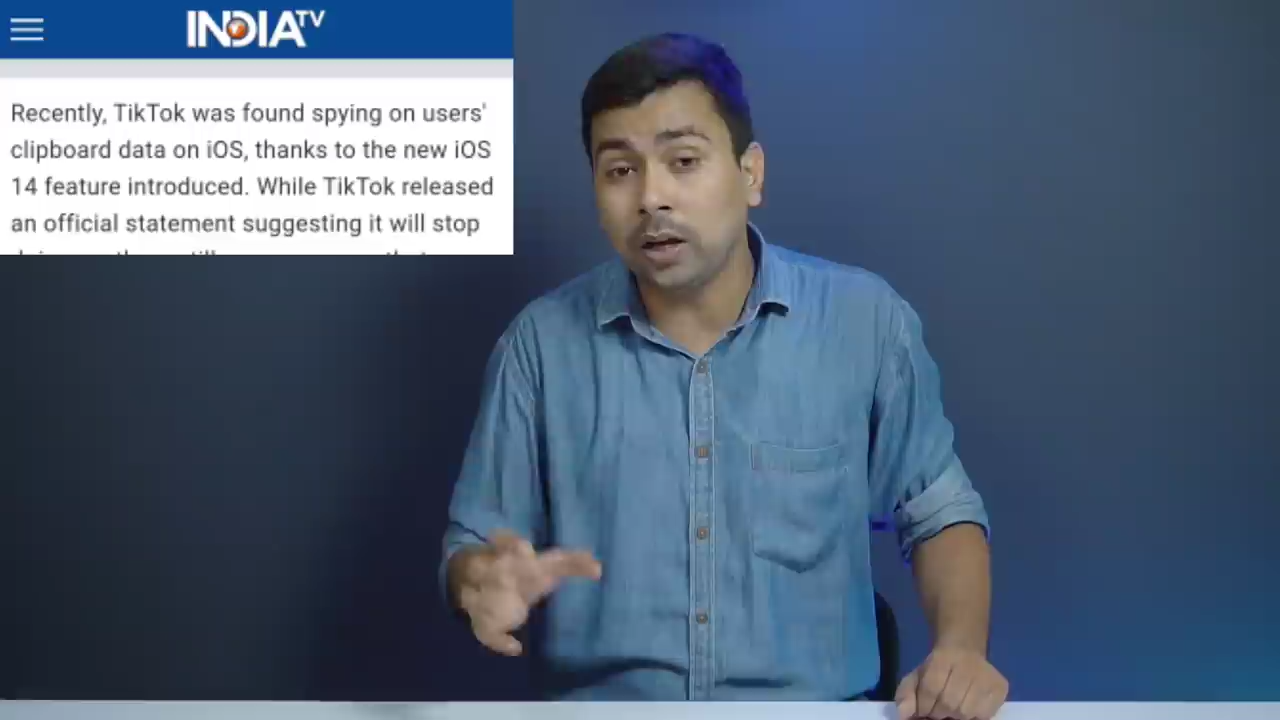 INDIA TV
Recently, TikTok was found spying on users'
clipboard data on iOS, thanks to the new iOS
14 feature introduced. While TikTok released
an official statement suggesting it will stop